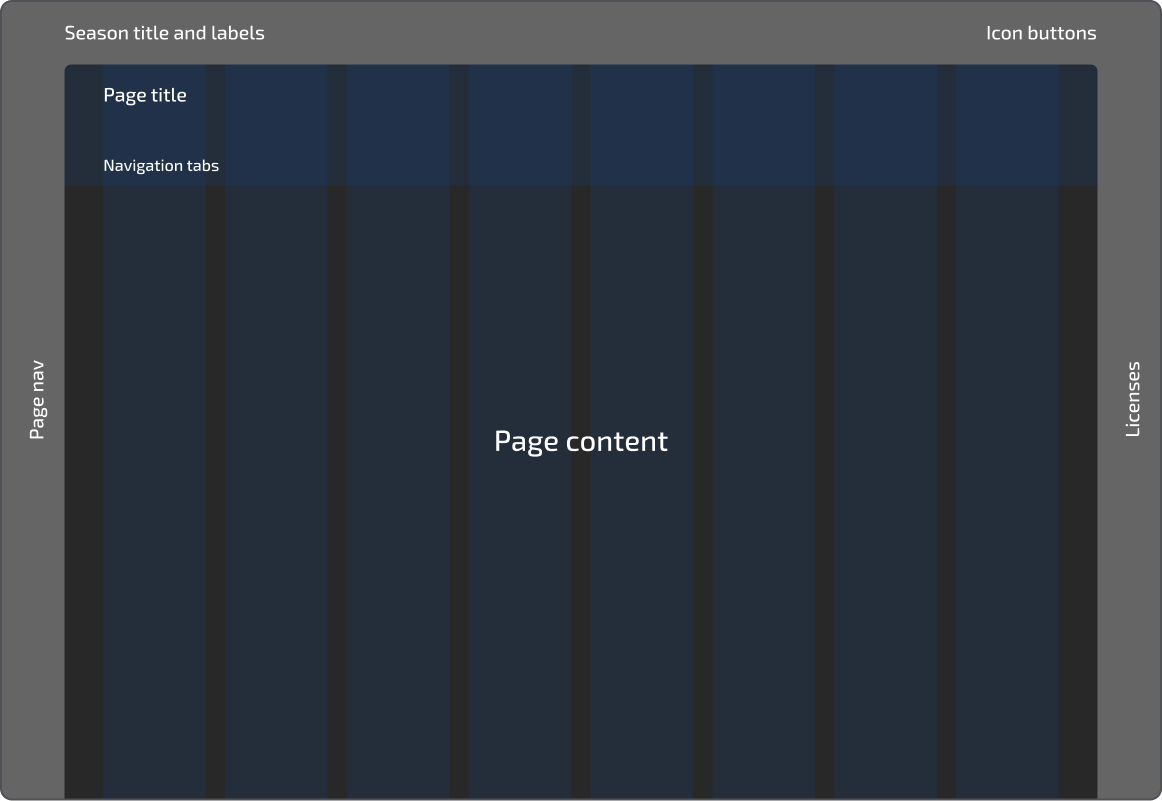 Season title and labels
Icon buttons
Page title
Navigation tabs
Page nav
Page content
Licenses